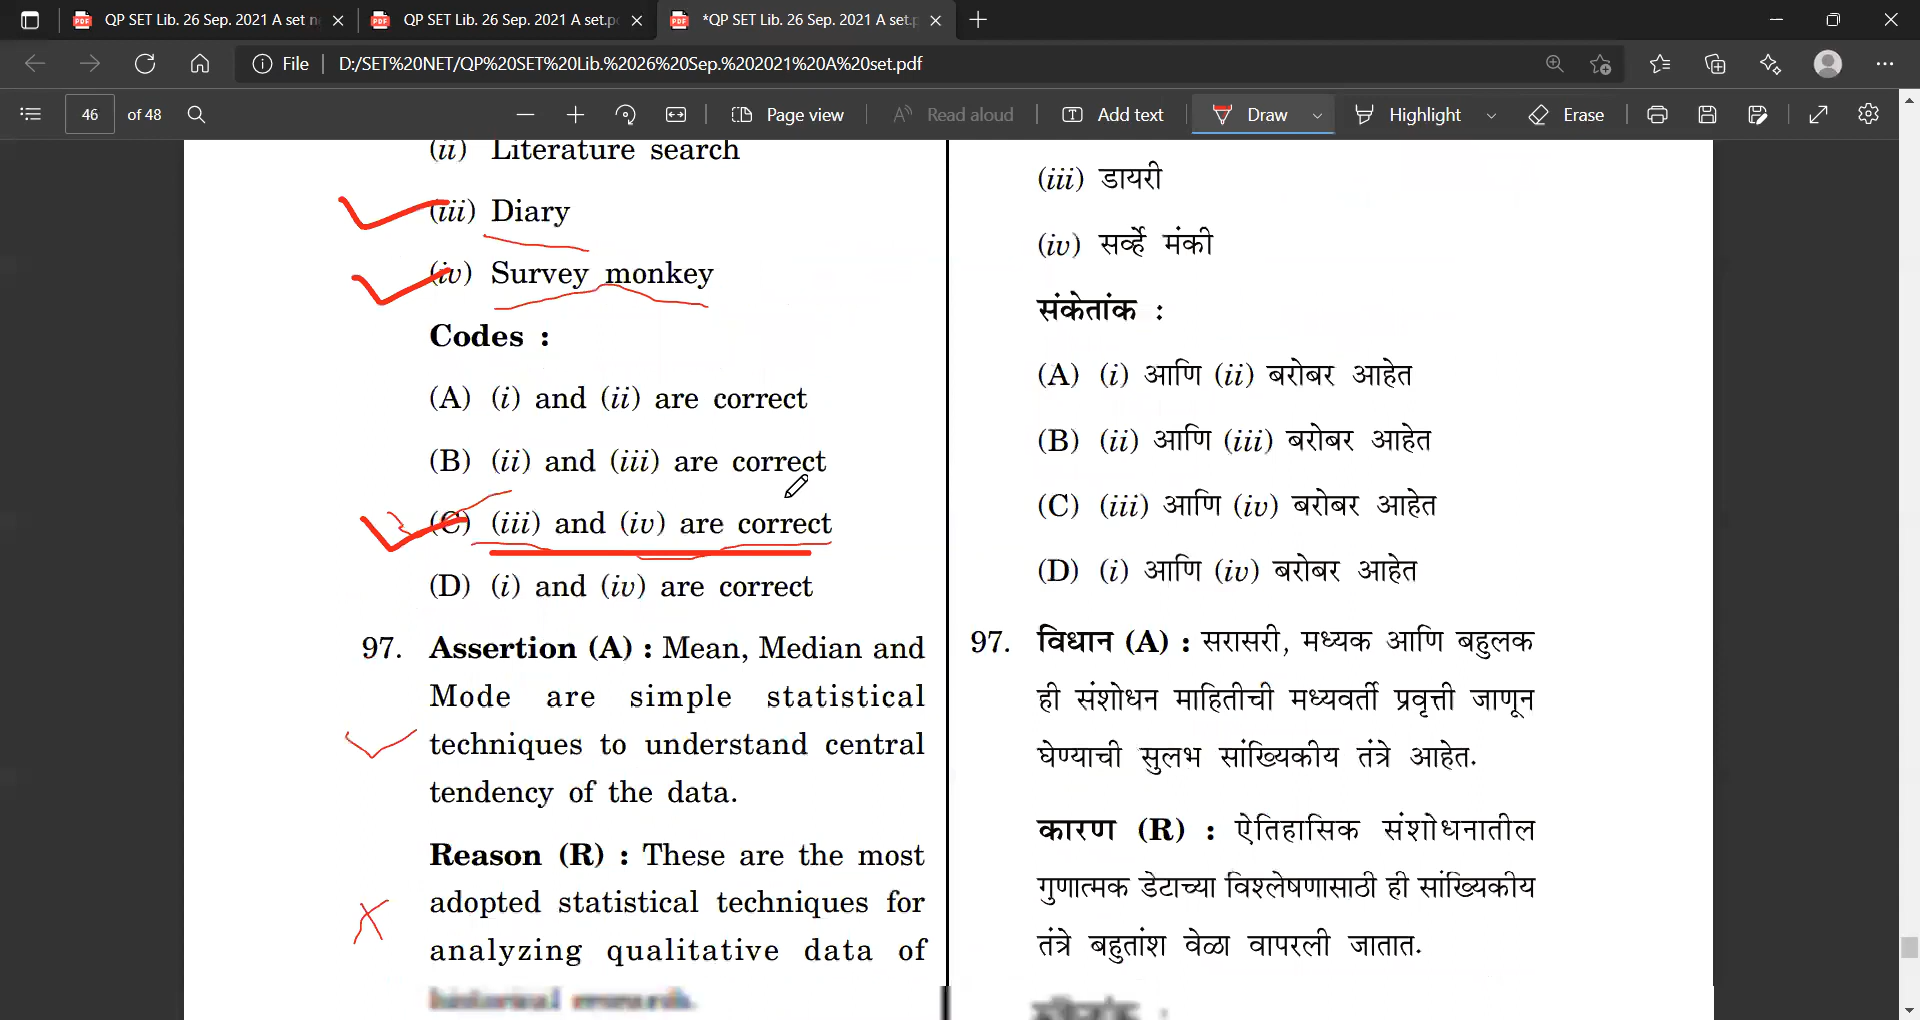 QP SET Lib. 26 Sep. 2021 A set n
QP SET Lib. 26 Sep. 2021 A set.p
*QP SET Lib. 26 Sep. 2021 A set.p
File
D:/SET%20NET/QP%20SET%20Lib.%2026%20Sep.%202021%20A%20set.pdf
46 of 48
Page view
Read aloud
Add text
Draw
Highlight
Erase
(ii) Literature search
(iii) Diary
(iv) Survey monkey
Codes :
(A) (i) and (ii) are correct
(B) (ii) and (iii) are correct
(C) (iii) and (iv) are correct
(D) (i) and (iv) are correct
97. Assertion (A) : Mean, Median and
Mode are simple statistical
techniques to understand central
tendency of the data.
Reason (R) : These are the most
adopted statistical techniques for
analyzing qualitative data of
historical research.
(iii) डायरी
(iv) सर्व्हे मंकी
संकेतांक :
(A) (i) आणि (ii) बरोबर आहेत
(B) (ii) आणि (iii) बरोबर आहेत
(C) (iii) आणि (iv) बरोबर आहेत
(D) (i) आणि (iv) बरोबर आहेत
97. विधान (A) : सरासरी, मध्यक आणि बहुलक
ही संशोधन माहितीची मध्यवर्ती प्रवृत्ती जाणून
घेण्याची सुलभ सांख्यिकीय तंत्रे आहेत.
कारण (R) : ऐतिहासिक संशोधनातील
गुणात्मक डेटाच्या विश्लेषणासाठी ही सांख्यिकीय
तंत्रे बहुतांश वेळा वापरली जातात.